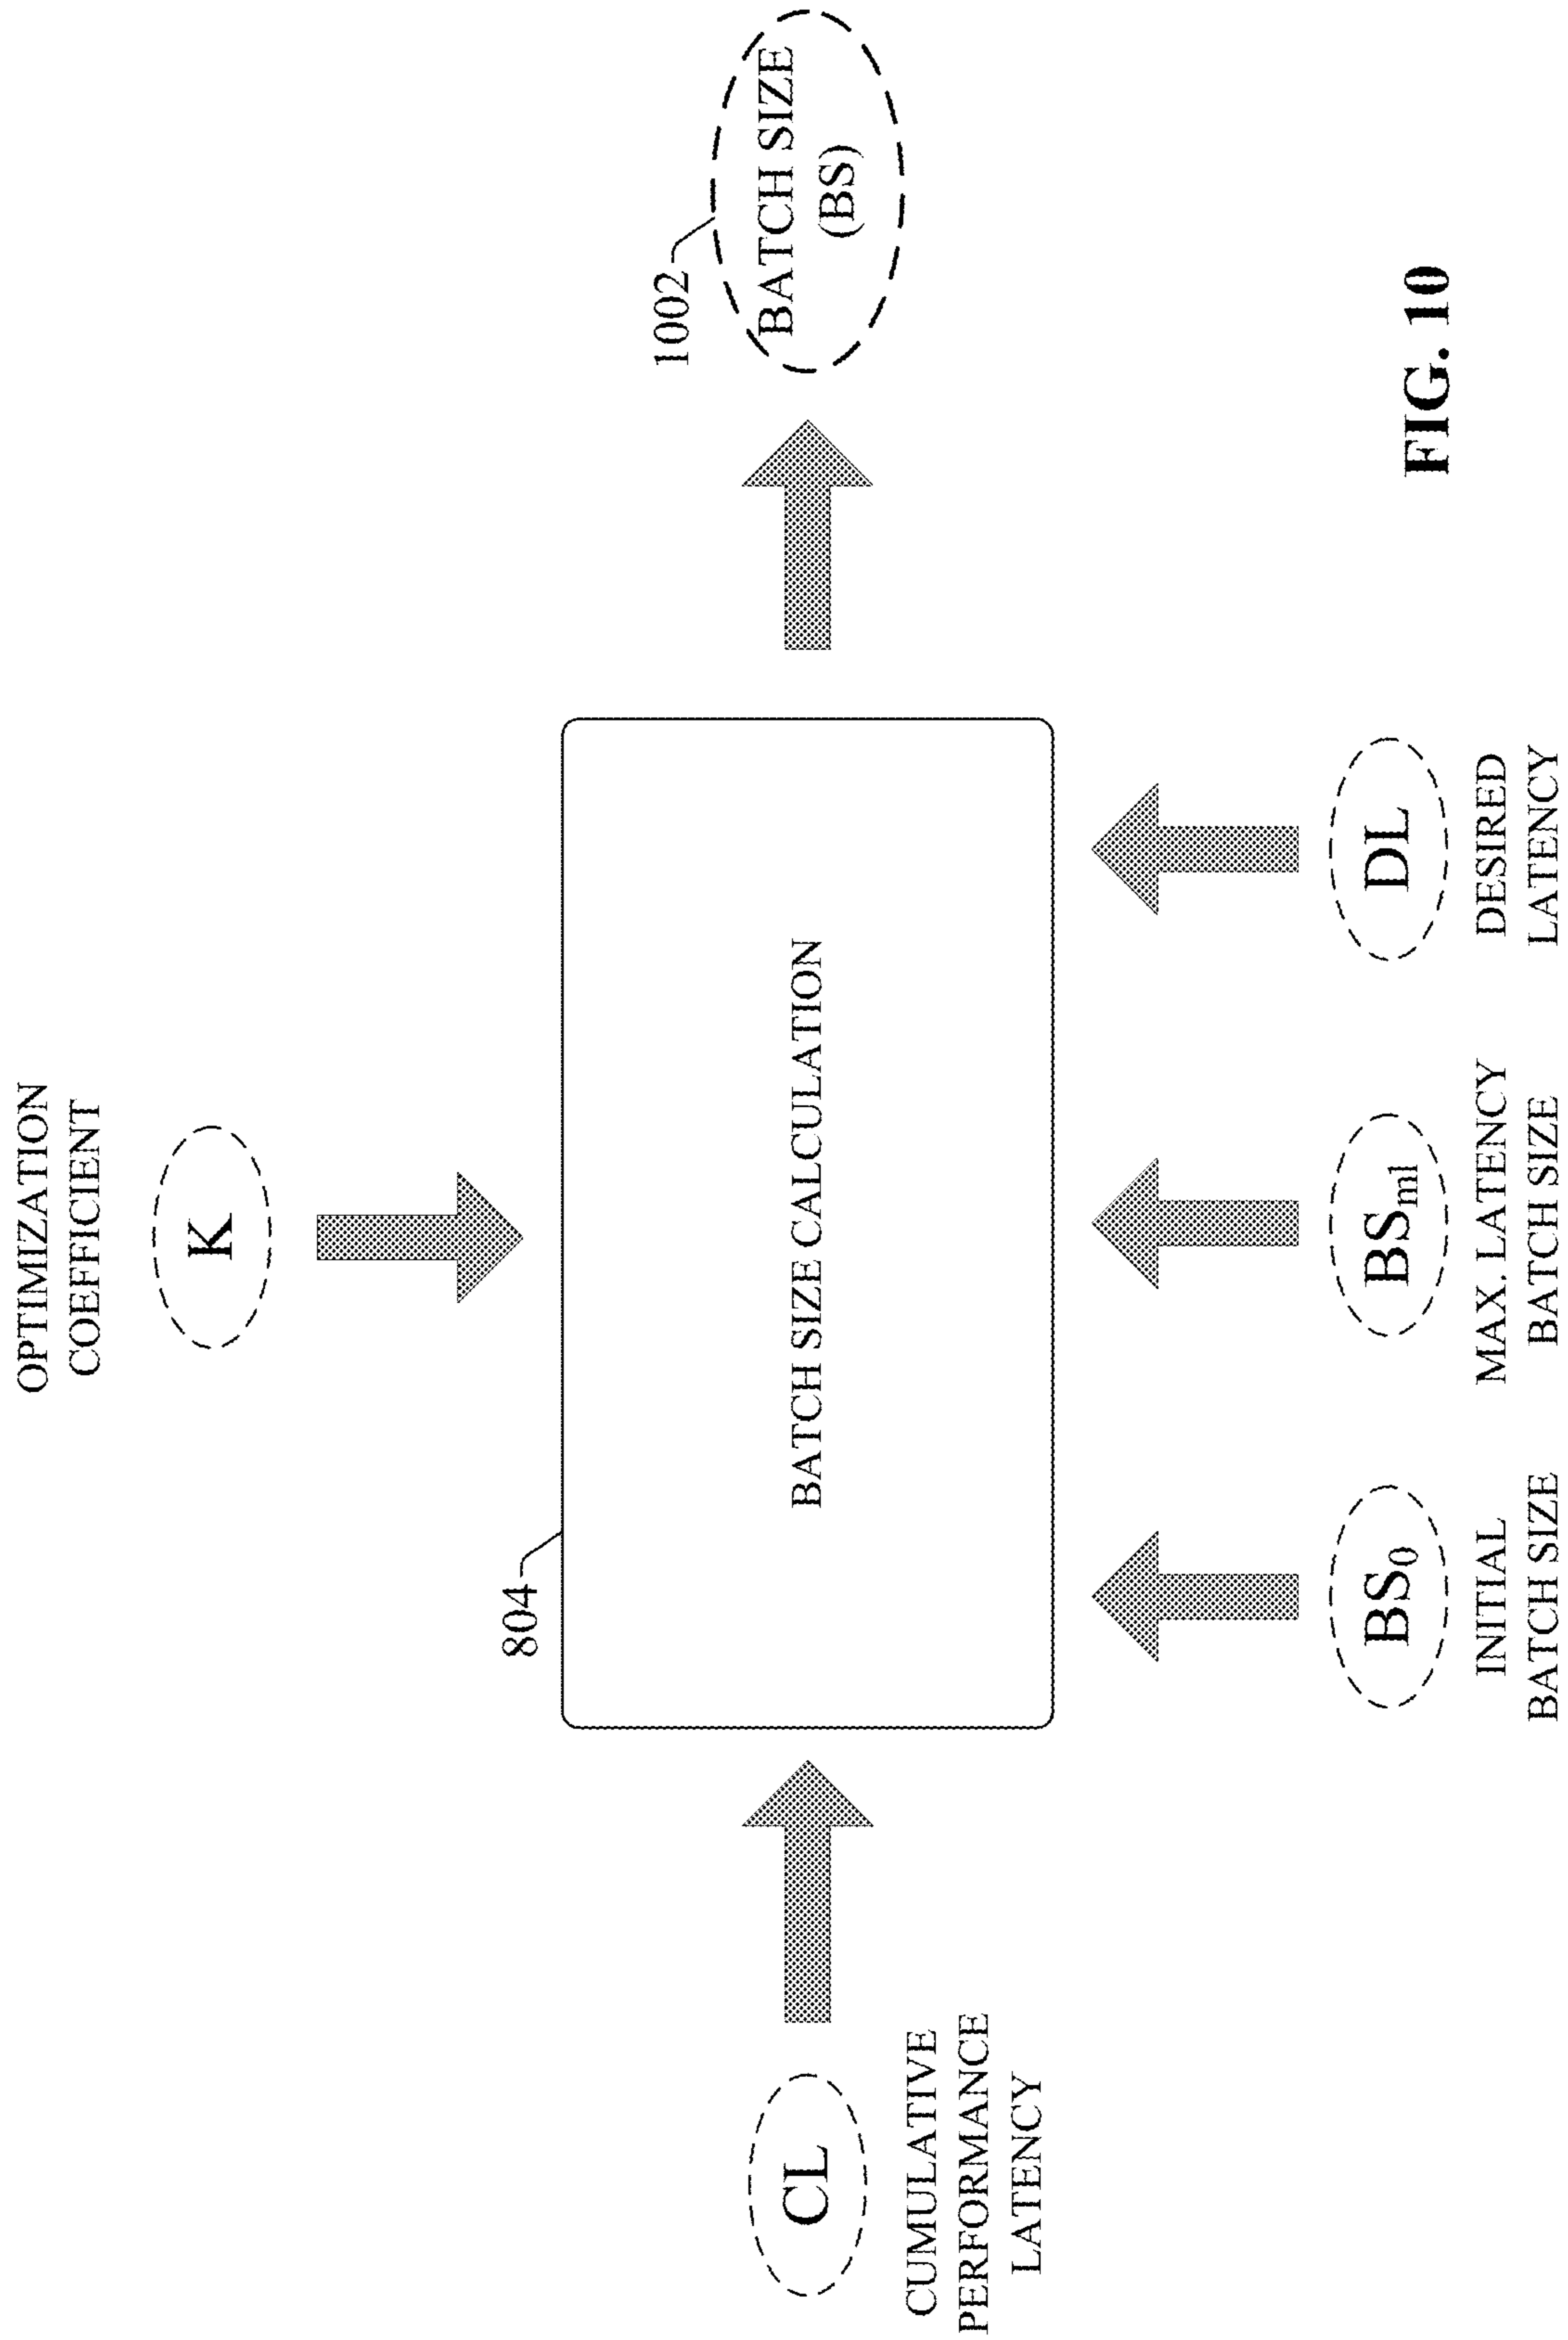 OPTIMIZATION
COEFFICIENT
K
804
BATCH SIZE CALCULATION
CL
CUMULATIVE
PERFORMANCE
LATENCY
1002
BATCH SIZE
(BS)
BS0
INITIAL
BATCH SIZE
BSml
MAX. LATENCY
BATCH SIZE
DL
DESIRED
LATENCY
FIG. 10